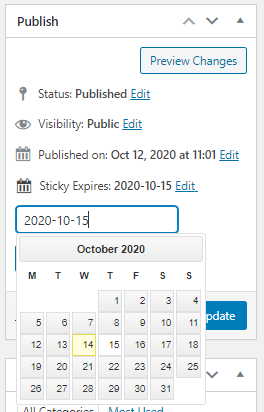 Publish
Preview Changes
Status: Published Edit
Visibility: Public Edit
Published on: Oct 12, 2020 at 11:01 Edit
Sticky Expires: 2020-10-15 Edit
2020-10-15
October 2020
M T W T F S S
1 2 3 4
5 6 7 8 9 10 11
12 13 14 15 16 17 18
19 20 21 22 23 24 25
26 27 28 29 30 31
All Categories Most Used